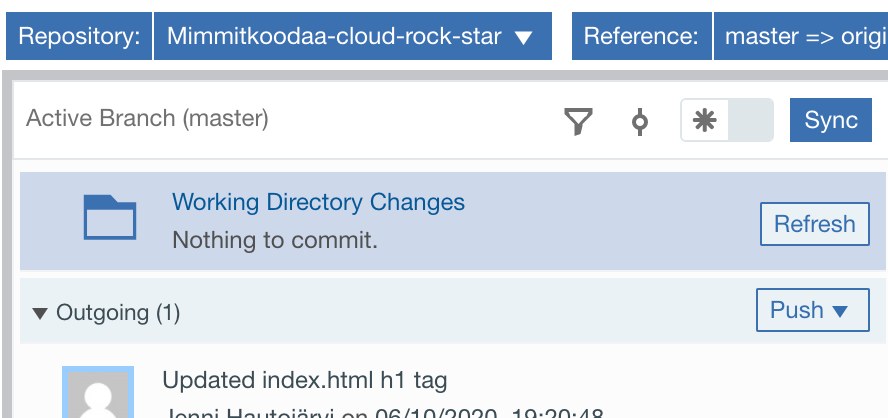 Repository: Mimmitkoodaa-cloud-rock-star Reference: master => origi
Active Branch (master) Sync
Working Directory Changes
Nothing to commit. Refresh
Outgoing (1) Push
Updated index.html h1 tag
Jenni Hautojärvi on 06/10/2020, 19:20:48